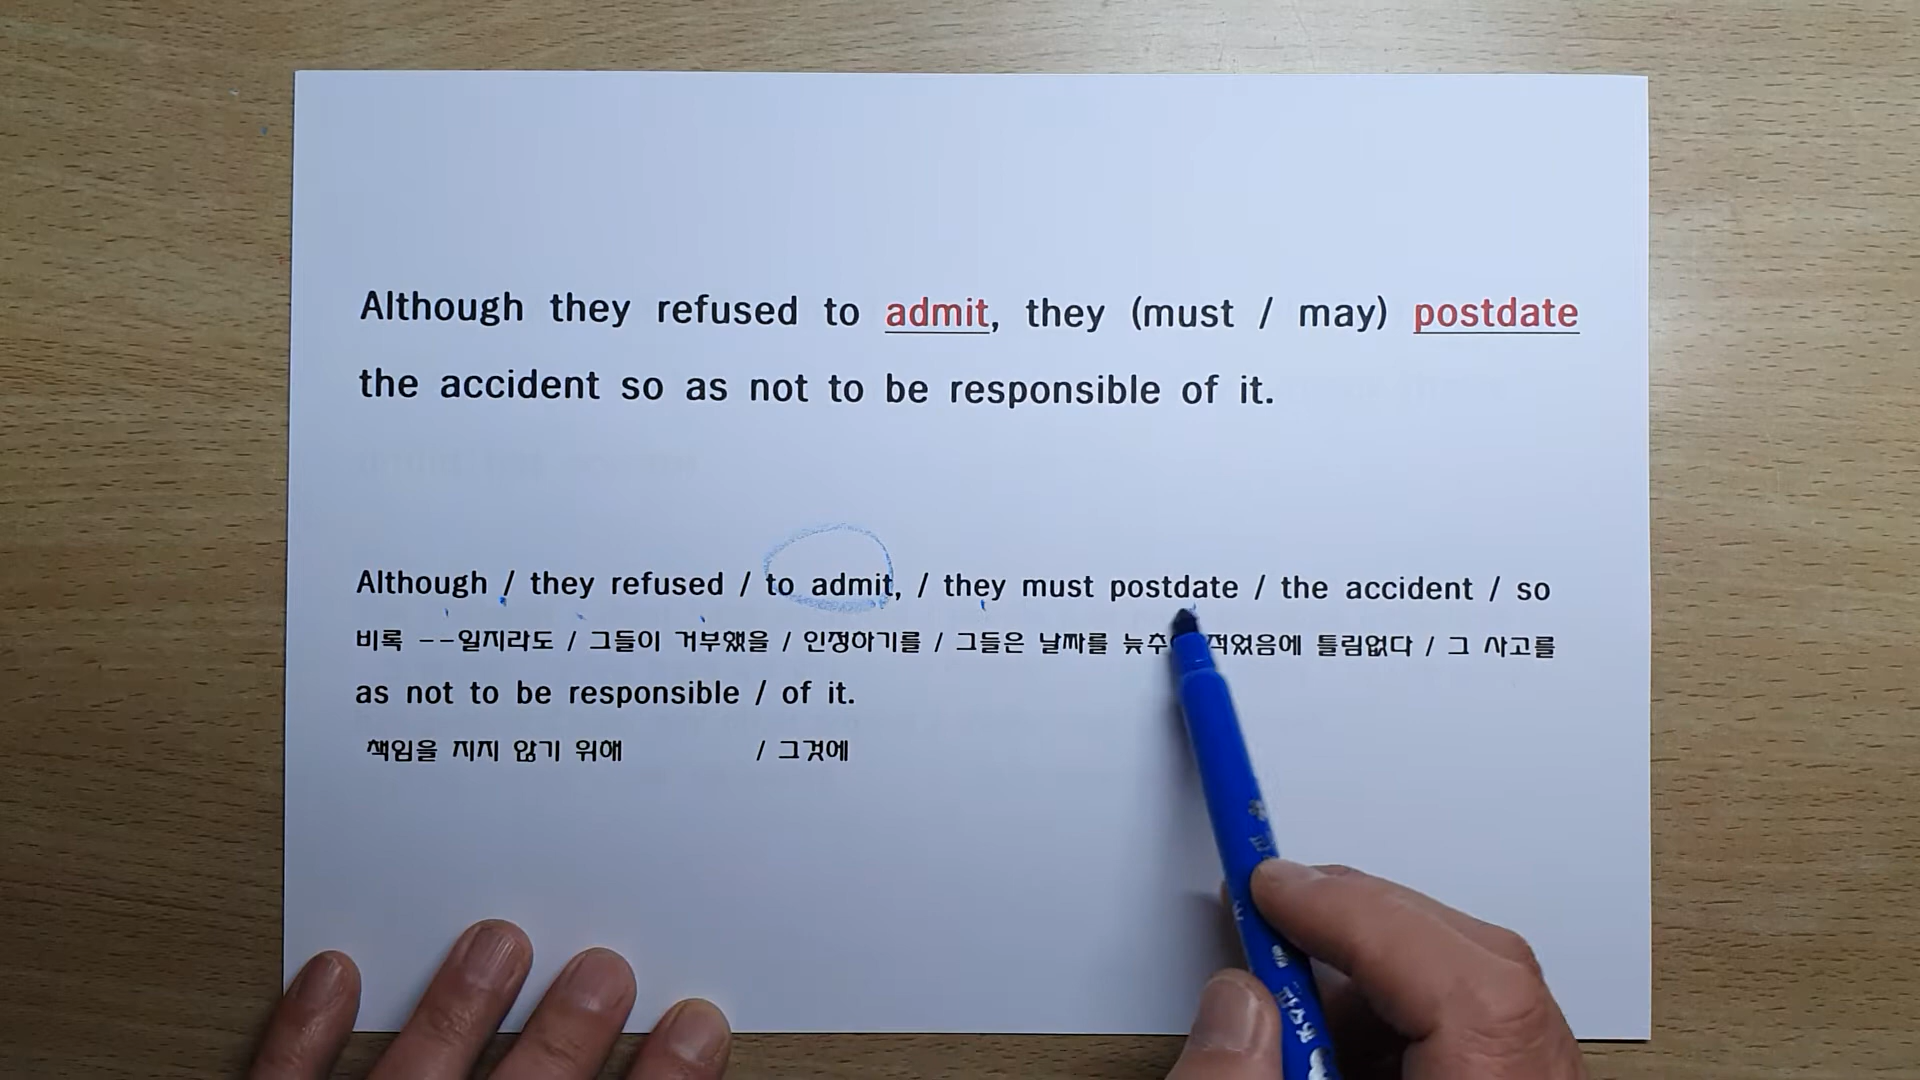 Although they refused to admit, they (must / may) postdate
the accident so as not to be responsible of it.
Although / they refused / to admit, / they must postdate / the accident / so
비록 --일지라도 / 그들이 거부했을 / 인정하기를 / 그들은 날짜를 적었음에 틀림없다 / 그 사고를
as not to be responsible / of it.
책임을 지지 않기 위해 / 그것에